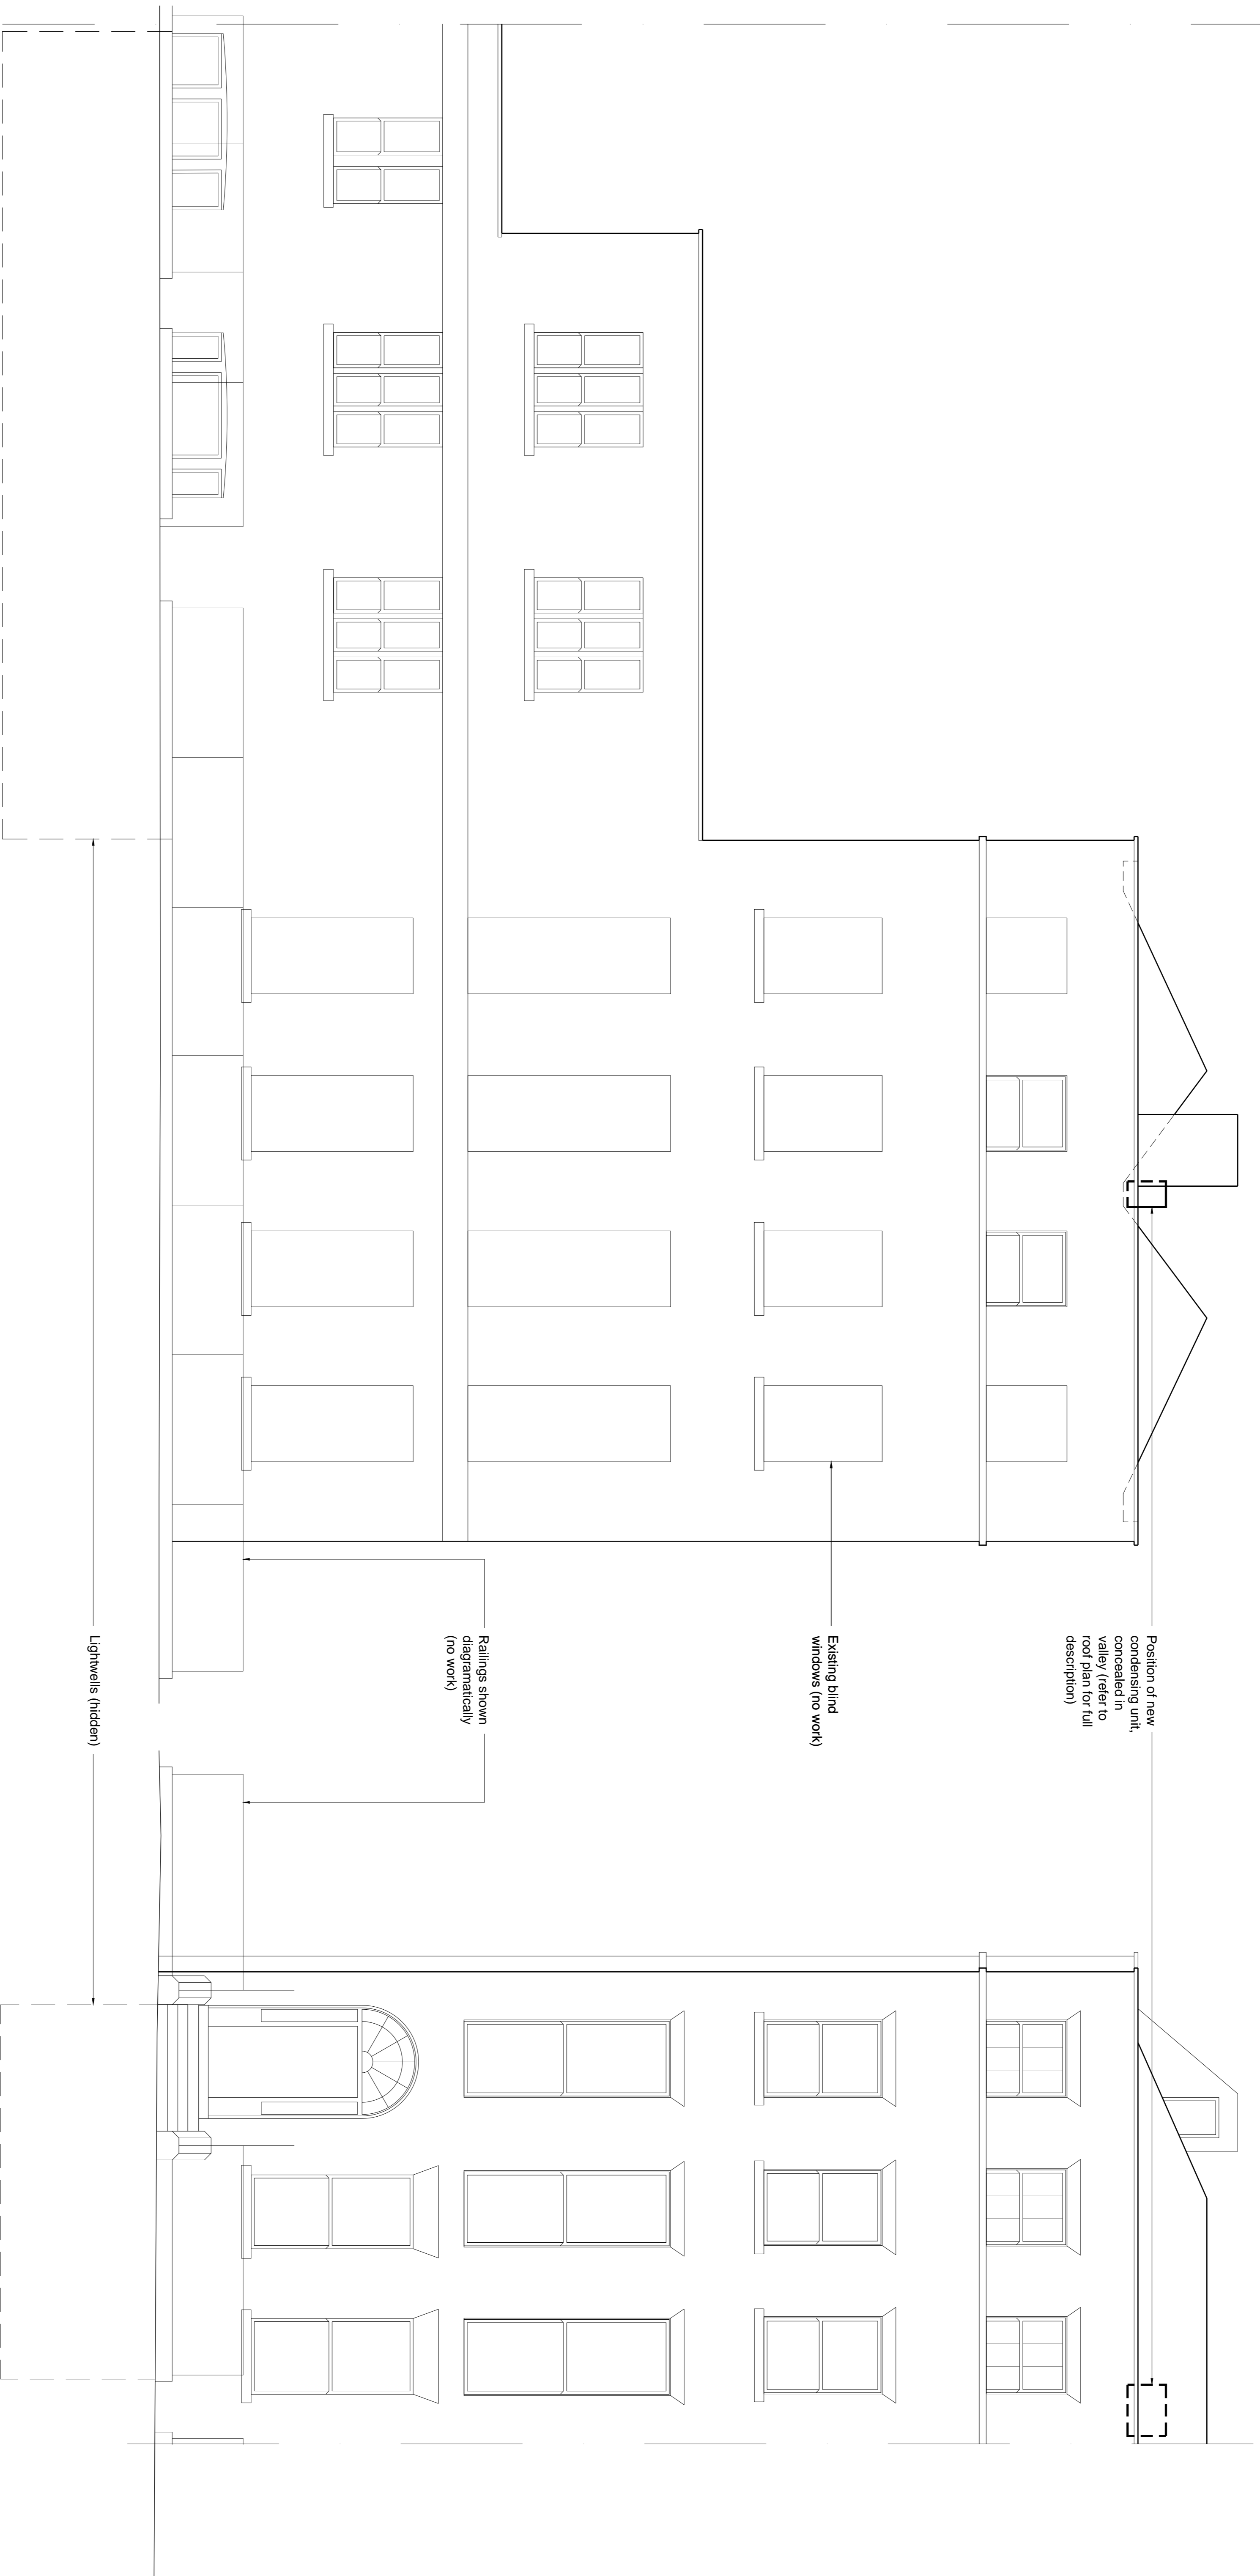 Position of new
condensing unit,
concealed in
valley (refer to
roof plan for full
description)
Existing blind
windows (no work)
Railings shown
diagramatically
(no work)
Lightwells (hidden)